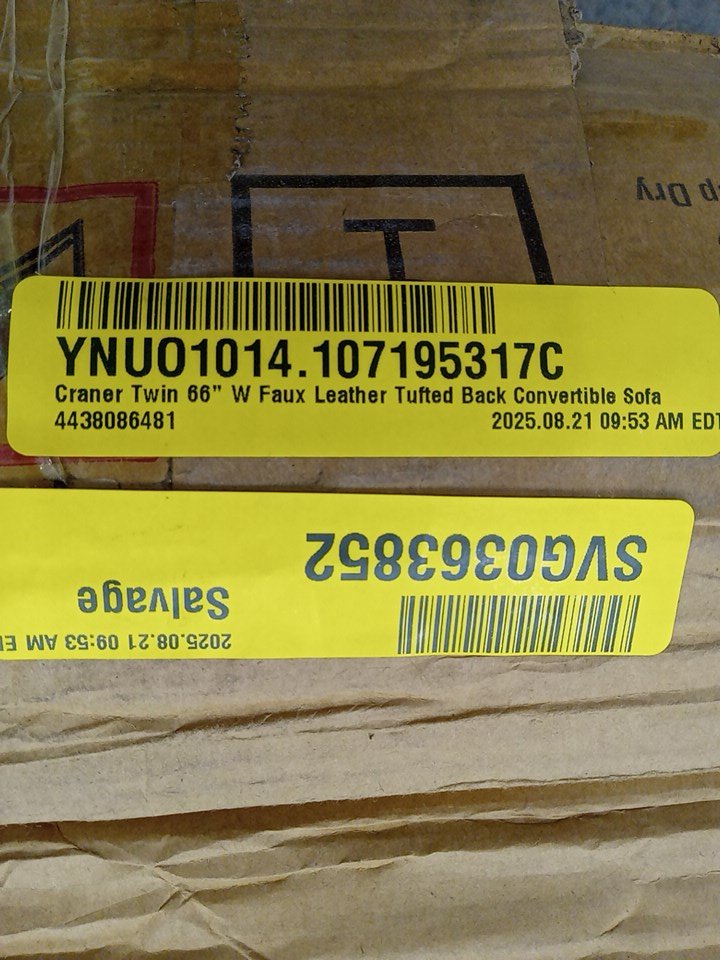 p Dry
T
YNUO1014.107195317C
Craner Twin 66" W Faux Leather Tufted Back Convertible Sofa
4438086481 2025.08.21 09:53 AM EDT
SVG0363852
Salvage
2025.08.21 09:53 AM E